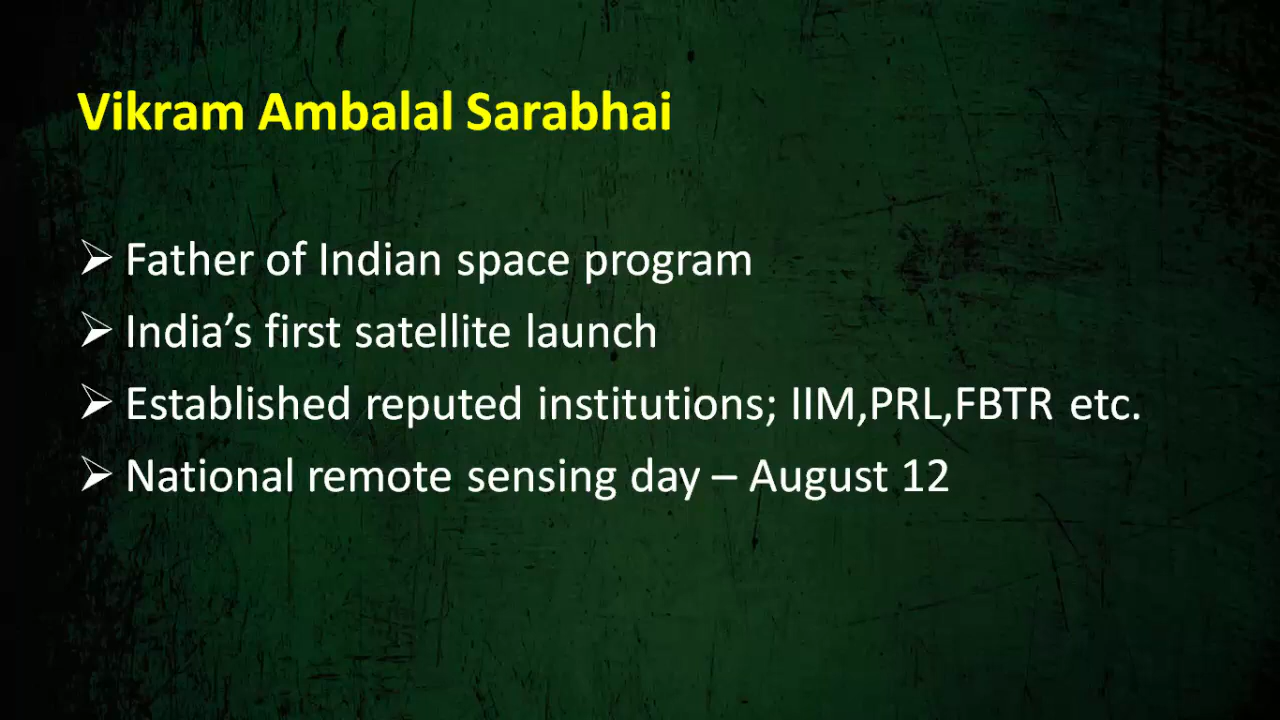 Vikram Ambalal Sarabhai
➢ Father of Indian space program
➢ India’s first satellite launch
➢ Established reputed institutions; IIM,PRL,FBTR etc.
➢ National remote sensing day – August 12